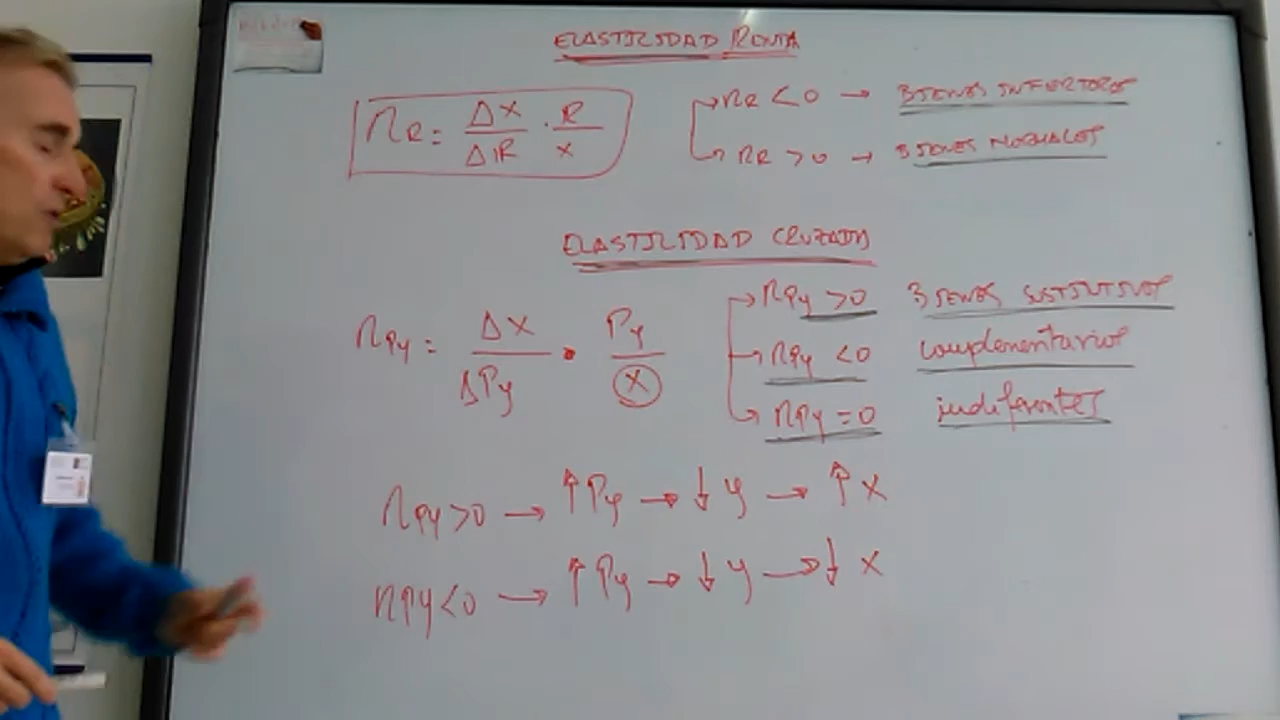 ELASTICIDAD RENTA
ηR = ΔX/ΔR · R/X
ηR < 0 → BIENES INFERIORES
ηR > 0 → BIENES NORMALES
ELASTICIDAD CRUZADA
ηPy = ΔX/ΔPy · Py/X
ηPy > 0 BIENES SUSTITUTIVOS
ηPy < 0 complementarios
ηPy = 0 indiferentes
ηPy > 0 → ↑ Py → ↓ y → ↑ X
ηPy < 0 → ↑ Py → ↓ y → ↓ X